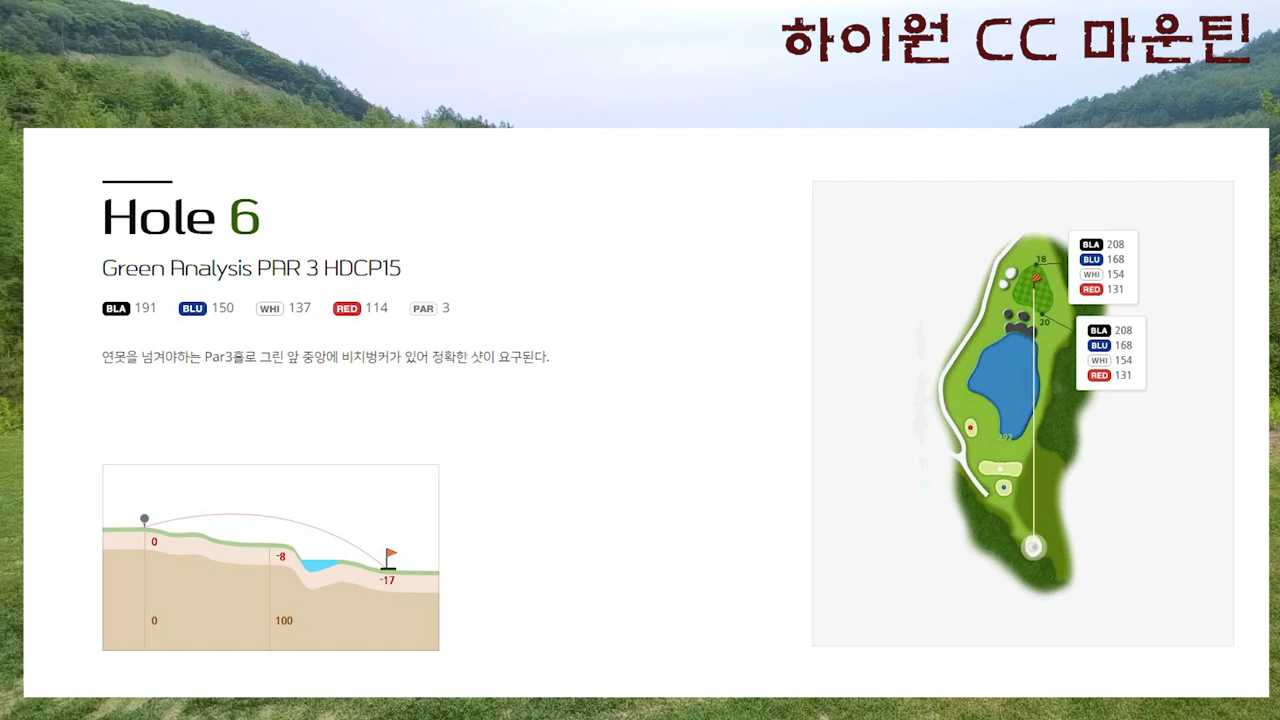 하이원 CC 마운틴
Hole 6
Green Analysis PAR 3 HDCP15
BLA 191 BLU 150 WHI 137 RED 114 PAR 3
연못을 넘겨야하는 Par3홀로 그린 앞 중앙에 비치벙커가 있어 정확한 샷이 요구된다.
0
-8
-17
0
100
18
BLA 208
BLU 168
WHI 154
RED 131
20
BLA 208
BLU 168
WHI 154
RED 131